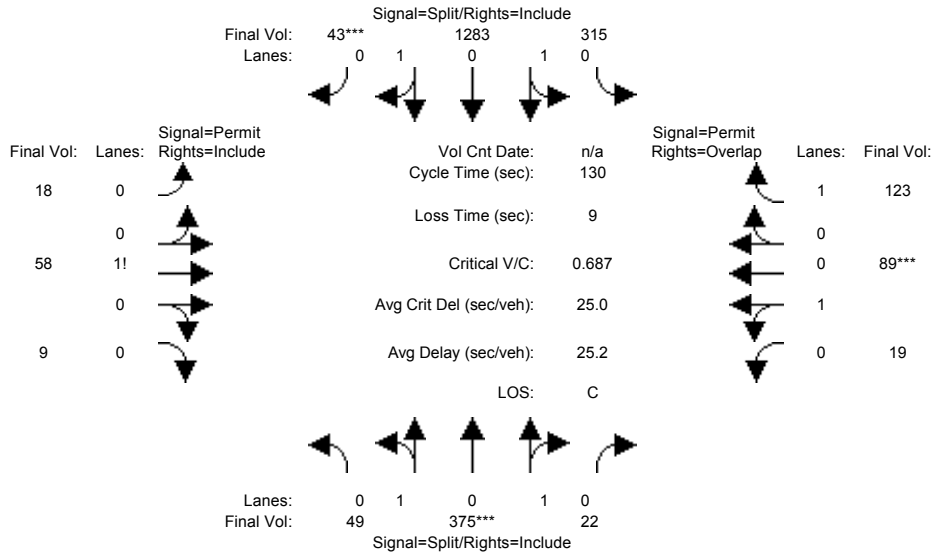 Signal=Split/Rights=Include
Final Vol: 43*** 1283 315
Lanes: 0 1 0 1 0
Signal=Permit
Final Vol: Lanes: Rights=Include
Vol Cnt Date: n/a
Signal=Permit
Rights=Overlap Lanes: Final Vol:
Cycle Time (sec): 130
18 0
1 123
Loss Time (sec): 9
0
0
58 1!
Critical V/C: 0.687
0 89***
0
Avg Crit Del (sec/veh): 25.0
1
9 0
Avg Delay (sec/veh): 25.2
0 19
LOS: C
Lanes: 0 1 0 1 0
Final Vol: 49 375*** 22
Signal=Split/Rights=Include